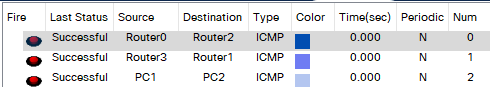 Fire Last Status Source Destination Type Color Time(sec) Periodic Num
Successful Router0 Router2 ICMP 0.000 N 0
Successful Router3 Router1 ICMP 0.000 N 1
Successful PC1 PC2 ICMP 0.000 N 2